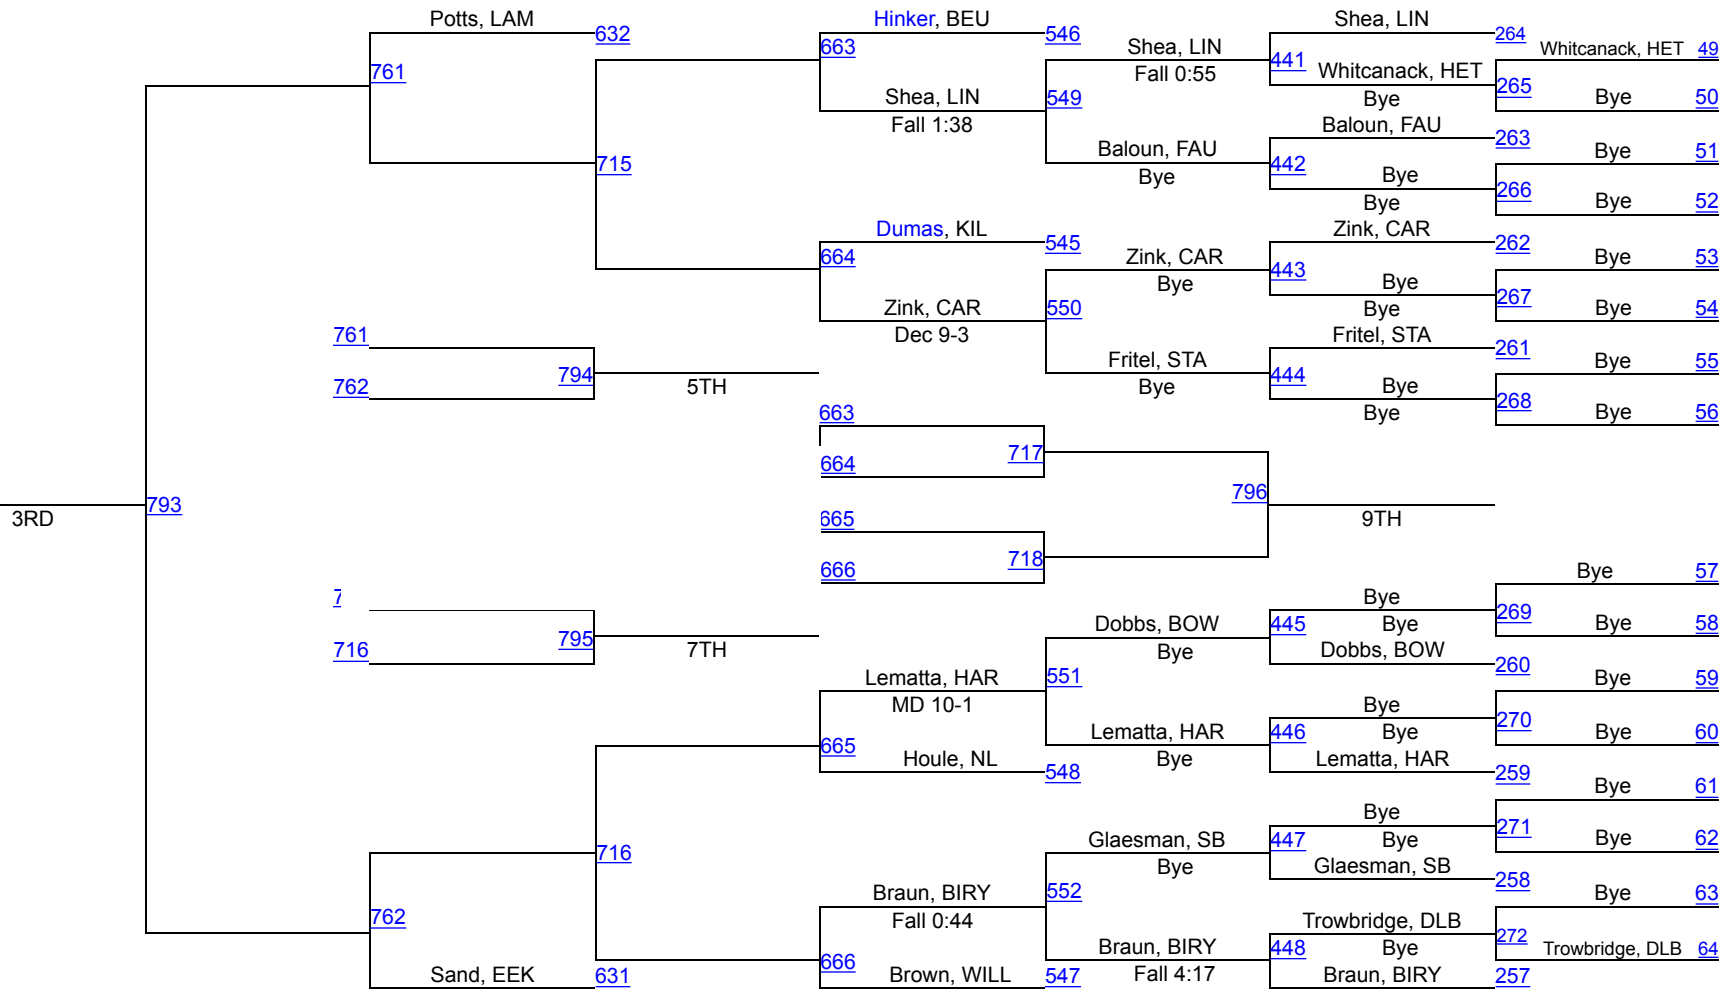 Potts, LAM
632
761
Hinker, BEU
546
663
Shea, LIN
Fall 1:38
549
Shea, LIN
Fall 0:55
441
Shea, LIN
264
Whitcanack, HET
Bye
265
Whitcanack, HET 49
Bye 50
715
Baloun, FAU
Bye
442
Baloun, FAU
263
Bye
Bye
266
Bye 51
Bye 52
Dumas, KIL
545
664
Zink, CAR
Dec 9-3
550
Zink, CAR
Bye
443
Zink, CAR
262
Bye
Bye
267
Bye 53
Bye 54
Fritel, STA
Bye
444
Fritel, STA
261
Bye
Bye
268
Bye 55
Bye 56
761
762
794
5TH
663
664
717
665
666
718
796
9TH
3RD
793
7
716
795
7TH
Lematta, HAR
MD 10-1
665
Houle, NL
548
551
Dobbs, BOW
Bye
445
Bye
Bye
Dobbs, BOW
269
260
Bye 57
Bye 58
Lematta, HAR
Bye
446
Bye
Bye
Lematta, HAR
270
259
Bye 59
Bye 60
716
762
Sand, EEK
631
Braun, BIRY
Fall 0:44
666
Brown, WILL
547
552
Glaesman, SB
Bye
447
Bye
Bye
Glaesman, SB
271
258
Bye 61
Bye 62
Braun, BIRY
Fall 4:17
448
Trowbridge, DLB
Bye
Braun, BIRY
272
257
Bye 63
Trowbridge, DLB 64